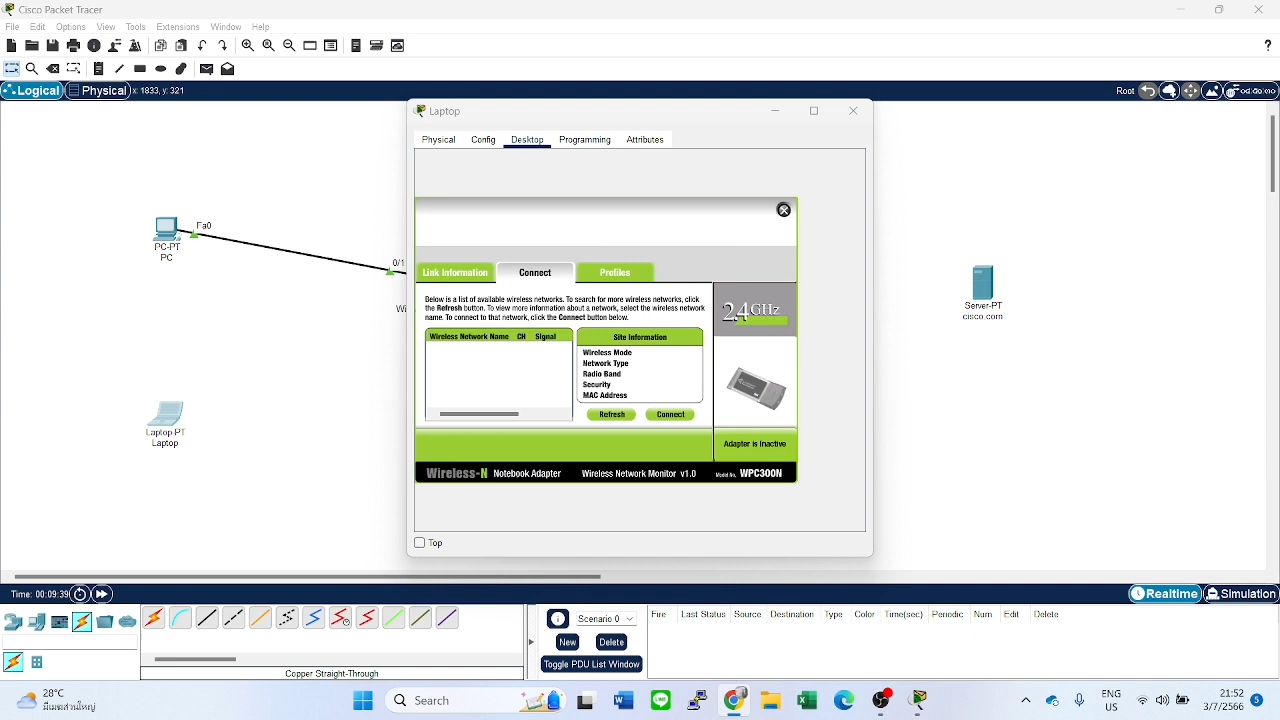 Cisco Packet Tracer
File Edit Options View Tools Extensions Window Help
?
Logical Physical x: 1833, y: 321
Root
Laptop
Physical Config Desktop Programming Attributes
Fa0
PC-PT
PC
0/1
Wi
Laptop-PT
Laptop
Server-PT
cisco.com
Link Information Connect Profiles
Below is a list of available wireless networks. To search for more wireless networks, click
the Refresh button. To view more information about a network, select the wireless network
name. To connect to that network, click the Connect button below.
2.4GHz
Wireless Network Name CH Signal
Site Information
Wireless Mode
Network Type
Radio Band
Security
MAC Address
Refresh Connect
Adapter is Inactive
Wireless-N Notebook Adapter Wireless Network Monitor v1.0 Model No. WPC300N
Top
Time: 00:09:39
Realtime Simulation
Scenario 0
Fire Last Status Source Destination Type Color Time(sec) Periodic Num Edit Delete
New Delete
Toggle PDU List Window
Copper Straight-Through
28°C
Search
ENG
US
21:52
3/7/2566
5